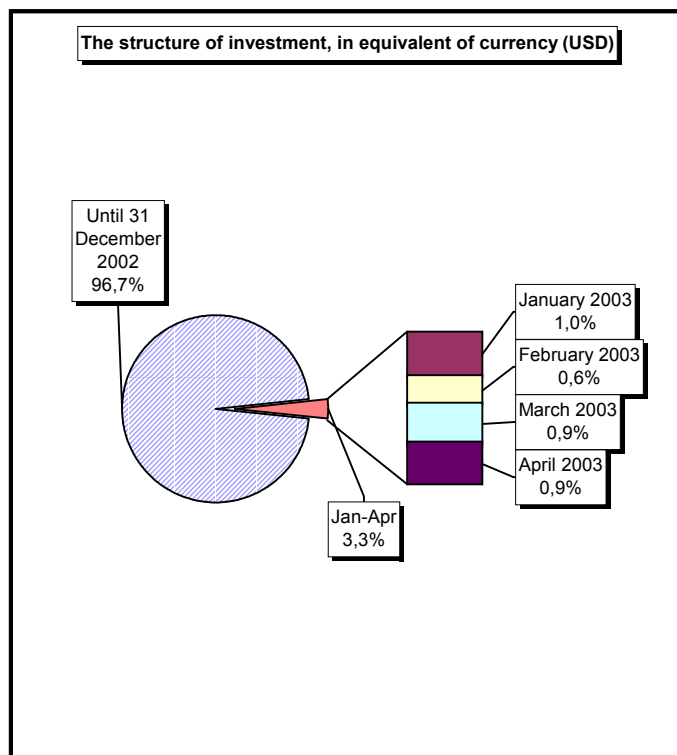 The structure of investment, in equivalent of currency (USD)
Until 31
December
2002
96,7%
January 2003
1,0%
February 2003
0,6%
March 2003
0,9%
April 2003
0,9%
Jan-Apr
3,3%